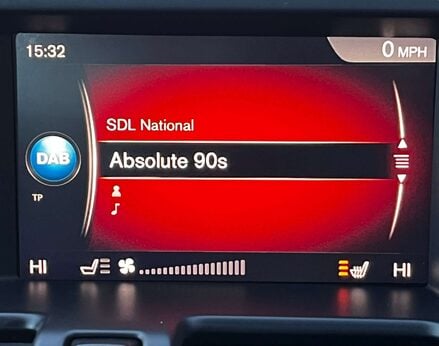 15:32
0 MPH
SDL National
DAB
Absolute 90s
TP
HI
HI